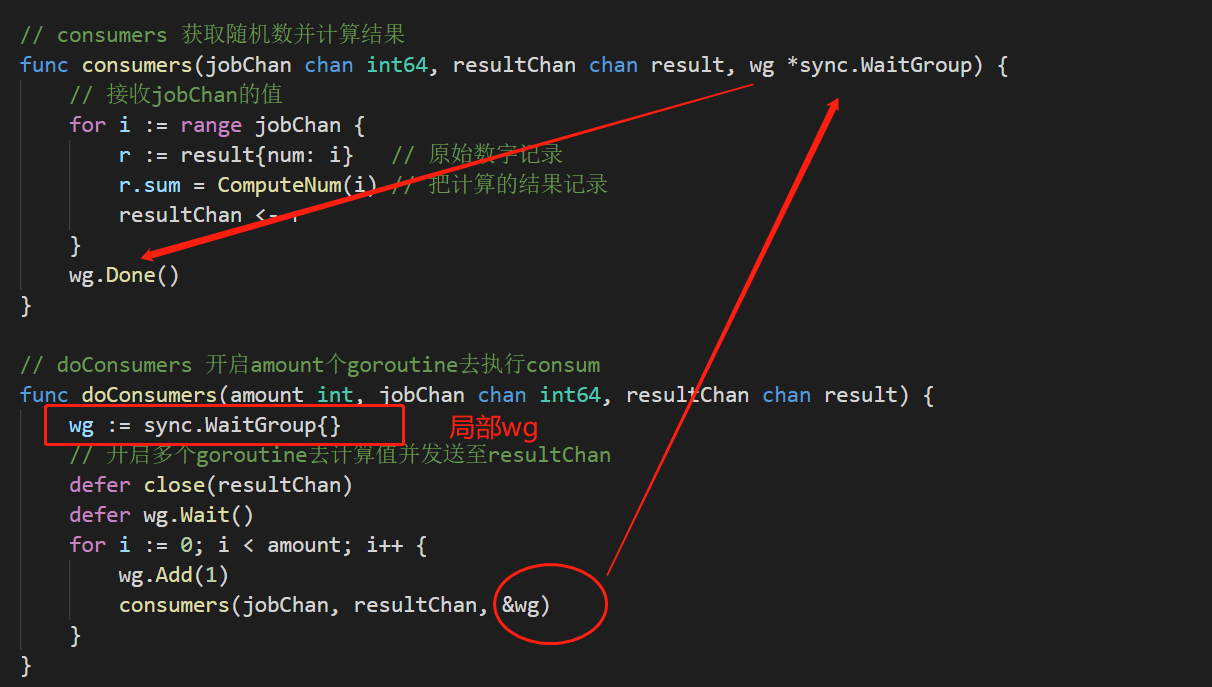 // consumers 获取随机数并计算结果
func consumers(jobChan chan int64, resultChan chan result, wg *sync.WaitGroup) {
// 接收jobChan的值
for i := range jobChan {
r := result{num: i}   // 原始数字记录
r.sum = ComputeNum(i) // 把计算的结果记录
resultChan <- r
}
wg.Done()
}
// doConsumers 开启amount个goroutine去执行consum
func doConsumers(amount int, jobChan chan int64, resultChan chan result) {
wg := sync.WaitGroup{} 局部wg
// 开启多个goroutine去计算值并发送至resultChan
defer close(resultChan)
defer wg.Wait()
for i := 0; i < amount; i++ {
wg.Add(1)
consumers(jobChan, resultChan, &wg)
}
}